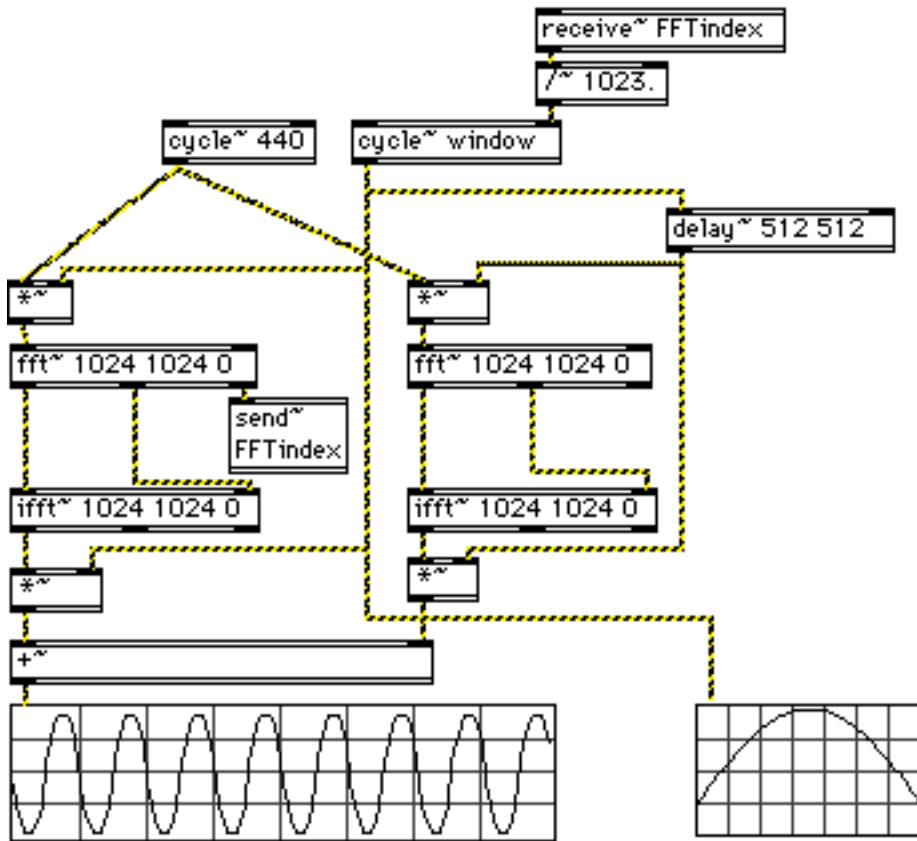 receive~ FFTindex
/~ 1023.
cycle~ 440
cycle~ window
delay~ 512 512
*~
*~
fft~ 1024 1024 0
fft~ 1024 1024 0
send~
FFTindex
ifft~ 1024 1024 0
ifft~ 1024 1024 0
*~
*~
+~